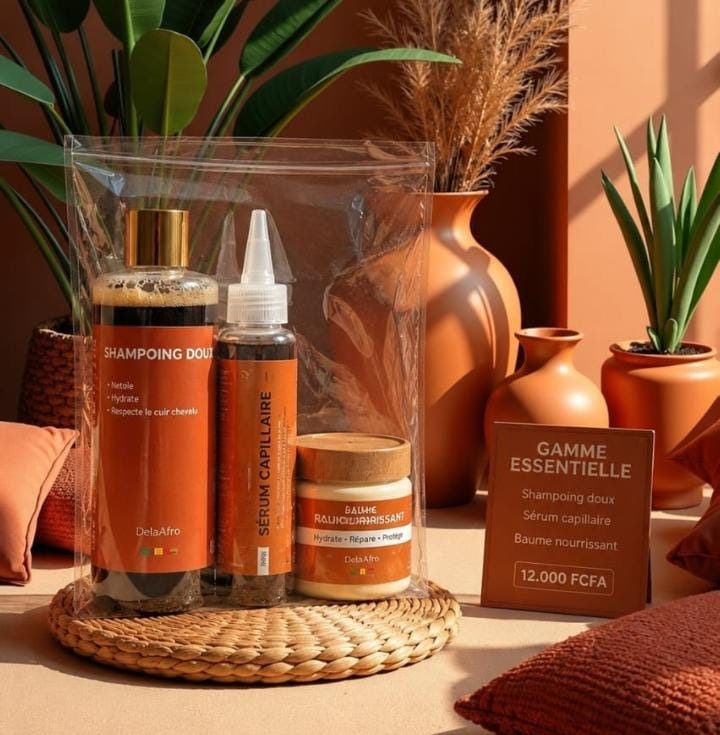 SHAMPOING DOUX
• Netoie
• Hydrate
• Respecte le cuir chevelu
DelaAfro
SÉRUM CAPILLAIRE
BAUME
Hydrate • Répare • Protège
DelaAfro
GAMME
ESSENTIELLE
Shampoing doux
Sérum capillaire
Baume nourrissant
12.000 FCFA